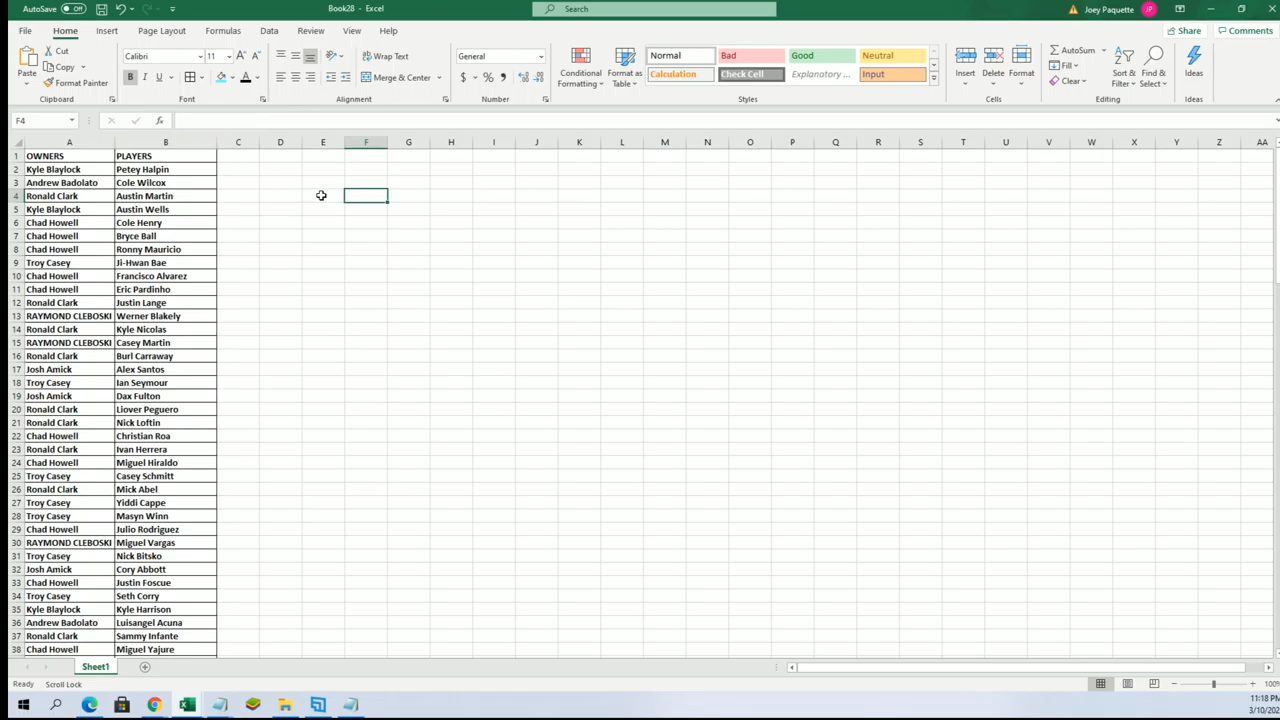 AutoSave Off Book28 - Excel Search Joey Paquette JP
File Home Insert Page Layout Formulas Data Review View Help Share Comments
Paste Cut Copy Format Painter Clipboard
Calibri 11 A A B I U A Font
Wrap Text Merge & Center Alignment
General $ % Number
Conditional Formatting Format as Table
Normal Bad Good Neutral
Calculation Check Cell Explanatory ... Input
Styles
Insert Delete Format Cells
AutoSum Fill Clear Sort & Filter Find & Select Editing
Ideas Ideas
F4
A B C D E F G H I J K L M N O P Q R S T U V W X Y Z AA
1 OWNERS PLAYERS
2 Kyle Blaylock Petey Halpin
3 Andrew Badolato Cole Wilcox
4 Ronald Clark Austin Martin
5 Kyle Blaylock Austin Wells
6 Chad Howell Cole Henry
7 Chad Howell Bryce Ball
8 Chad Howell Ronny Mauricio
9 Troy Casey Ji-Hwan Bae
10 Chad Howell Francisco Alvarez
11 Chad Howell Eric Pardinho
12 Ronald Clark Justin Lange
13 RAYMOND CLEBOSKI Werner Blakely
14 Ronald Clark Kyle Nicolas
15 RAYMOND CLEBOSKI Casey Martin
16 Ronald Clark Burl Carraway
17 Josh Amick Alex Santos
18 Troy Casey Ian Seymour
19 Josh Amick Dax Fulton
20 Ronald Clark Liover Peguero
21 Ronald Clark Nick Loftin
22 Chad Howell Christian Roa
23 Ronald Clark Ivan Herrera
24 Chad Howell Miguel Hiraldo
25 Troy Casey Casey Schmitt
26 Ronald Clark Mick Abel
27 Troy Casey Yiddi Cappe
28 Troy Casey Masyn Winn
29 Chad Howell Julio Rodriguez
30 RAYMOND CLEBOSKI Miguel Vargas
31 Troy Casey Nick Bitsko
32 Josh Amick Cory Abbott
33 Chad Howell Justin Foscue
34 Troy Casey Seth Corry
35 Kyle Blaylock Kyle Harrison
36 Andrew Badolato Luisangel Acuna
37 Ronald Clark Sammy Infante
38 Chad Howell Miguel Yajure
Sheet1
Ready Scroll Lock 100%
11:18 PM
3/10/202